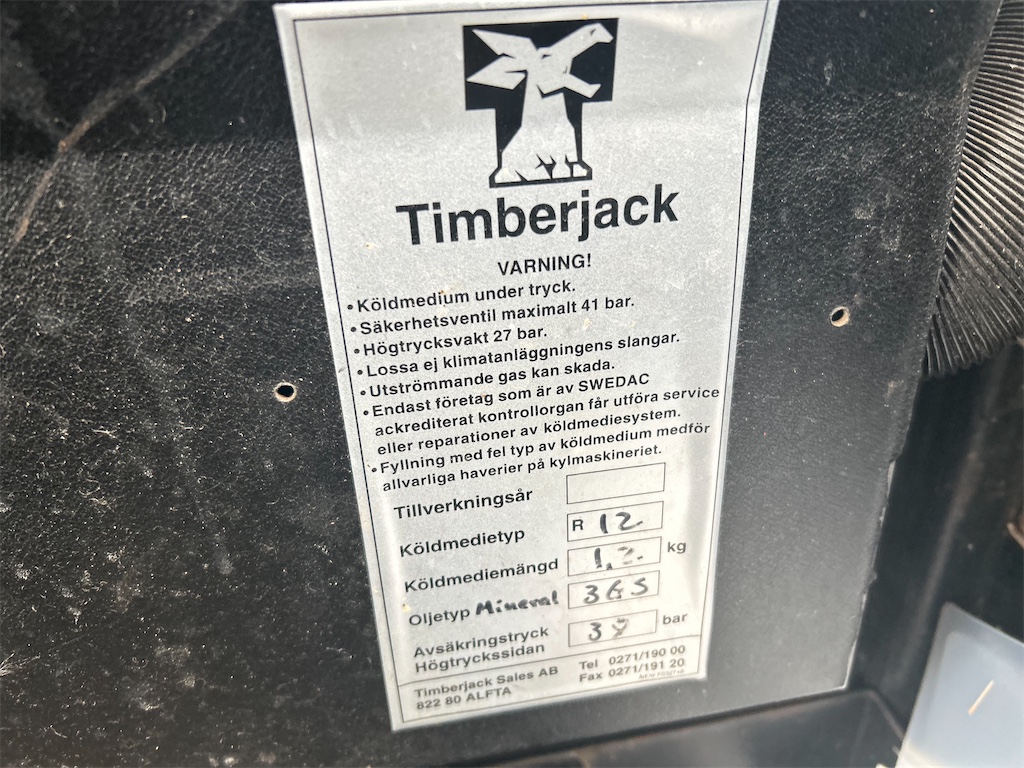 Timberjack
VARNING!
• Köldmedium under tryck.
• Säkerhetsventil maximalt 41 bar.
• Högtrycksvakt 27 bar.
• Lossa ej klimatanläggningens slangar.
• Utströmmande gas kan skada.
• Endast företag som är av SWEDAC
ackrediterat kontrollorgan får utföra service
eller reparationer av köldmediesystem.
• Fyllning med fel typ av köldmedium medför
allvarliga haverier på kylmaskineriet.
Tillverkningsår
Köldmedietyp R 12
Köldmediemängd kg
Oljetyp Mineral 3GS
Avsäkringstryck
Högtryckssidan bar
Timberjack Sales AB Tel 0271/190 00
822 80 ALFTA Fax 0271/191 20